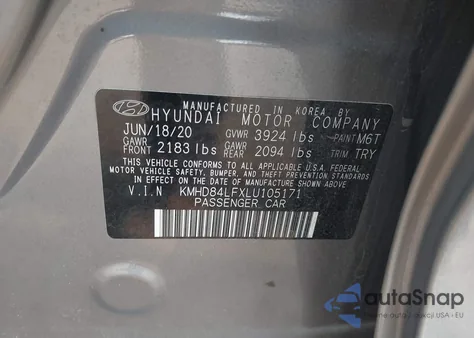 MANUFACTURED IN KOREA BY
HYUNDAI MOTOR COMPANY
JUN/18/20 GVWR 3924 lbs PAINT M6T
GAWR FRONT 2183 lbs GAWR REAR 2094 lbs TRIM TRY
THIS VEHICLE CONFORMS TO ALL APPLICABLE U.S.A. FEDERAL
MOTOR VEHICLE SAFETY, BUMPER, AND THEFT PREVENTION STANDARDS
IN EFFECT ON THE DATE OF MANUFACTURE SHOWN ABOVE.
V.I.N KMHD84LFXLU105171
PASSENGER CAR
autoSnap